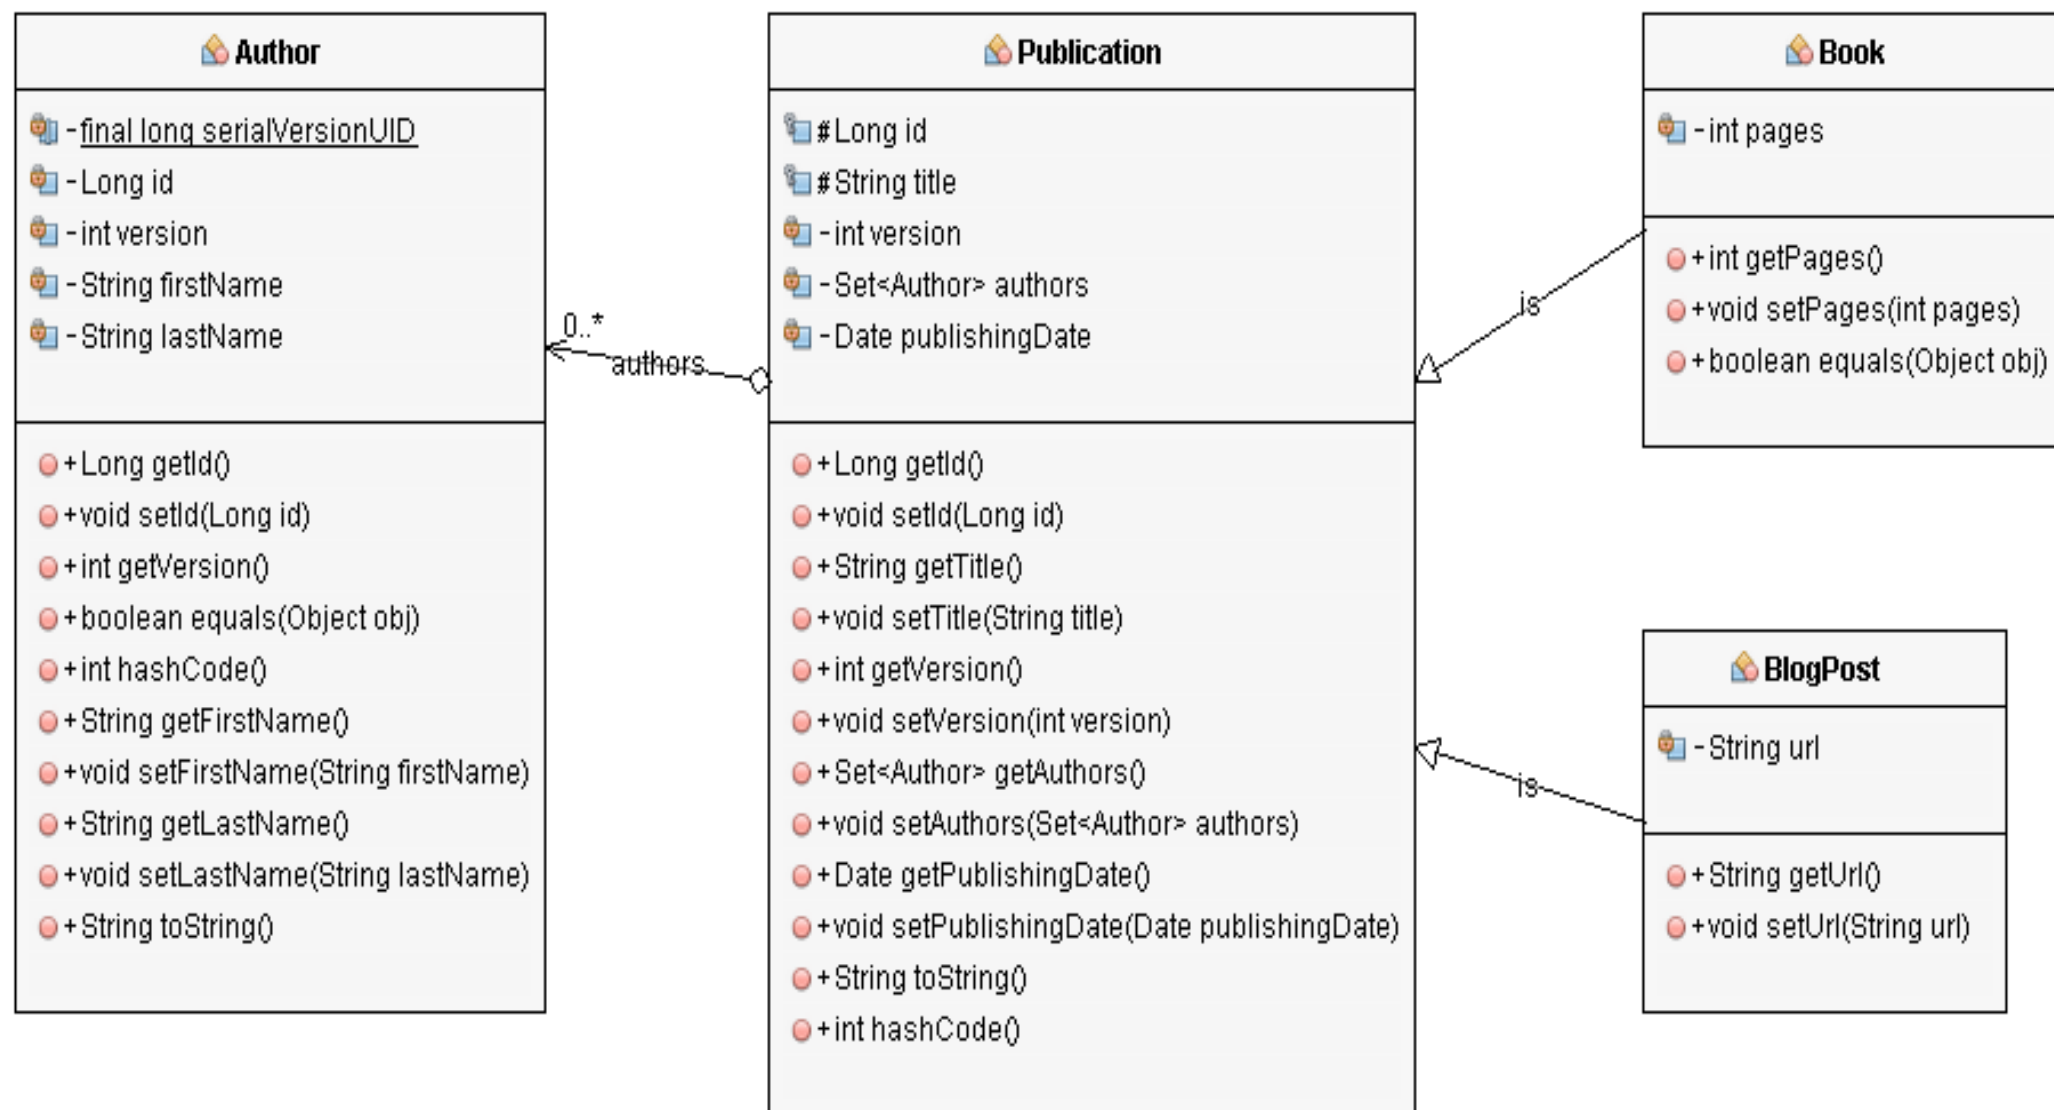 Author
-final long serialVersionUID
-Long id
-int version
-String firstName
-String lastName
+Long getId()
+void setId(Long id)
+int getVersion()
+boolean equals(Object obj)
+int hashCode()
+String getFirstName()
+void setFirstName(String firstName)
+String getLastName()
+void setLastName(String lastName)
+String toString()
0..*
authors
Publication
#Long id
#String title
-int version
-Set<Author> authors
-Date publishingDate
+Long getId()
+void setId(Long id)
+String getTitle()
+void setTitle(String title)
+int getVersion()
+void setVersion(int version)
+Set<Author> getAuthors()
+void setAuthors(Set<Author> authors)
+Date getPublishingDate()
+void setPublishingDate(Date publishingDate)
+String toString()
+int hashCode()
is
is
Book
-int pages
+int getPages()
+void setPages(int pages)
+boolean equals(Object obj)
BlogPost
-String url
+String getUrl()
+void setUrl(String url)